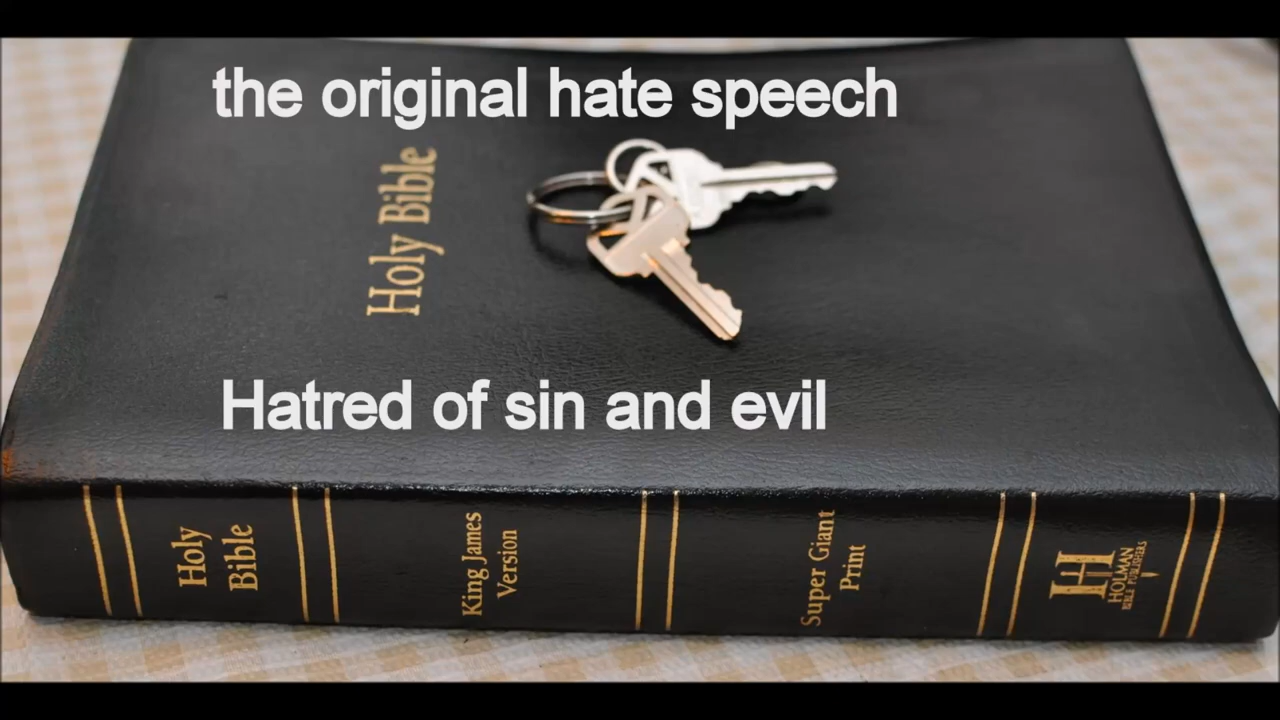 the original hate speech
Holy Bible
Hatred of sin and evil
Holy
Bible
King James
Version
Super Giant
Print
HOLMAN
BIBLE PUBLISHERS